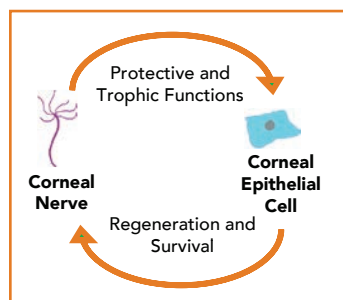 Protective and
Trophic Functions
Corneal
Nerve
Corneal
Epithelial
Cell
Regeneration and
Survival